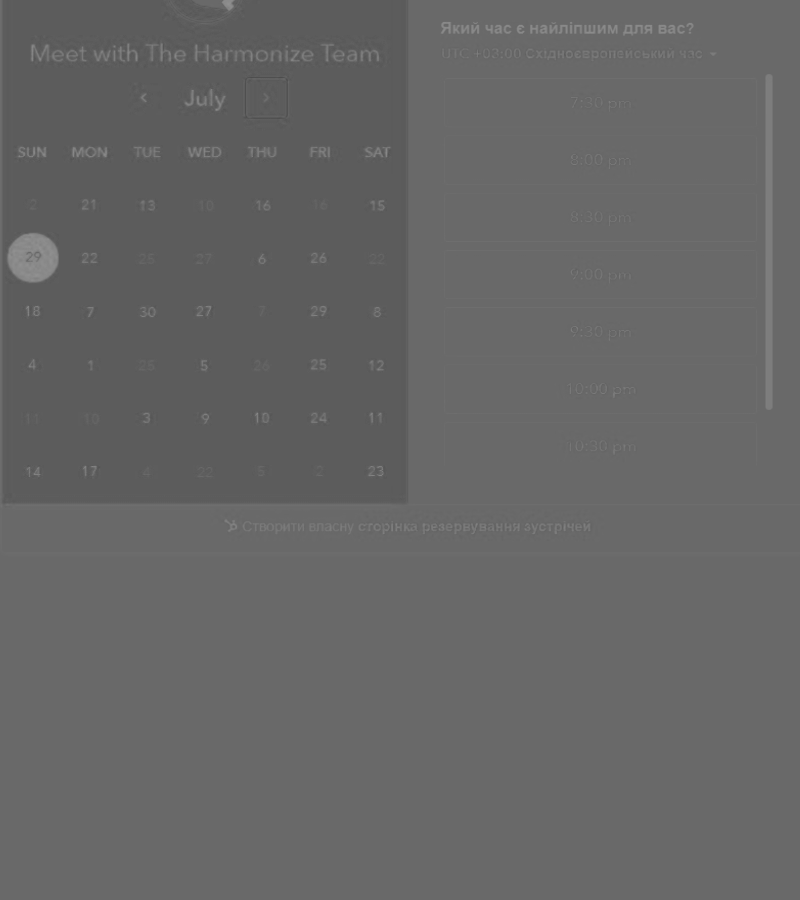 Meet with The Harmonize Team
July
SUN MON TUE WED THU FRI SAT
2 21 13 10 16 16 15
29 22 25 27 6 26 22
18 7 30 27 7 29 8
4 1 25 5 26 25 12
11 10 3 9 10 24 11
14 17 4 22 5 2 23
Який час є найліпшим для вас?
UTC +03:00 Східноєвропейський час
7:30 pm
8:00 pm
8:30 pm
9:00 pm
9:30 pm
10:00 pm
10:30 pm
Створити власну сторінка резервування зустрічей